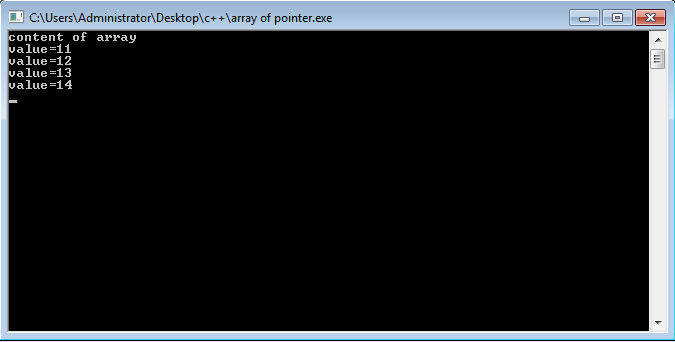 C:\Users\Administrator\Desktop\c++\array of pointer.exe
content of array
value=11
value=12
value=13
value=14